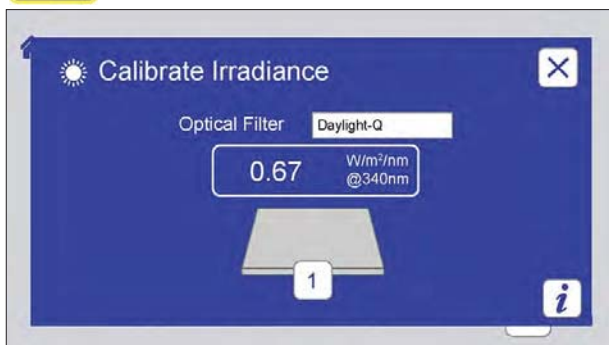 Calibrate Irradiance
Optical Filter Daylight-Q
0.67 W/m²/nm
@340nm
1
i